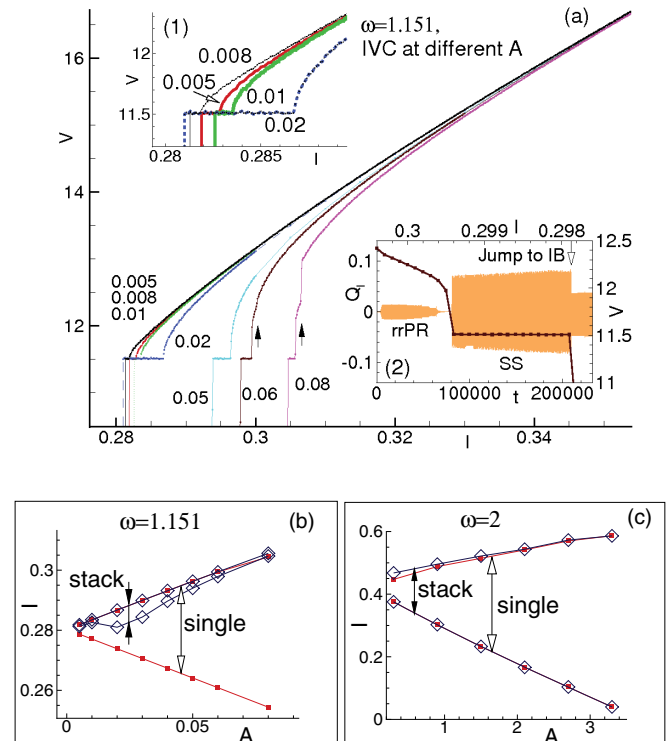 (a)
ω=1.151,
IVC at different A
(1)
0.008
0.005
0.01
0.02
V
12
11.5
0.28
0.285
I
V
16
14
12
0.28
0.3
0.32
0.34
I
0.005
0.008
0.01
0.02
0.05
0.06
0.08
0.3
0.299
I
0.298
Jump to IB
0.1
0
-0.1
Q_l
rrPR
SS
(2)
12.5
12
11.5
11
V
0
100000
t
200000
ω=1.151
(b)
stack
single
I
0.3
0.28
0.26
0
0.05
A
ω=2
(c)
stack
single
I
0.6
0.4
0.2
0
1
2
3
A